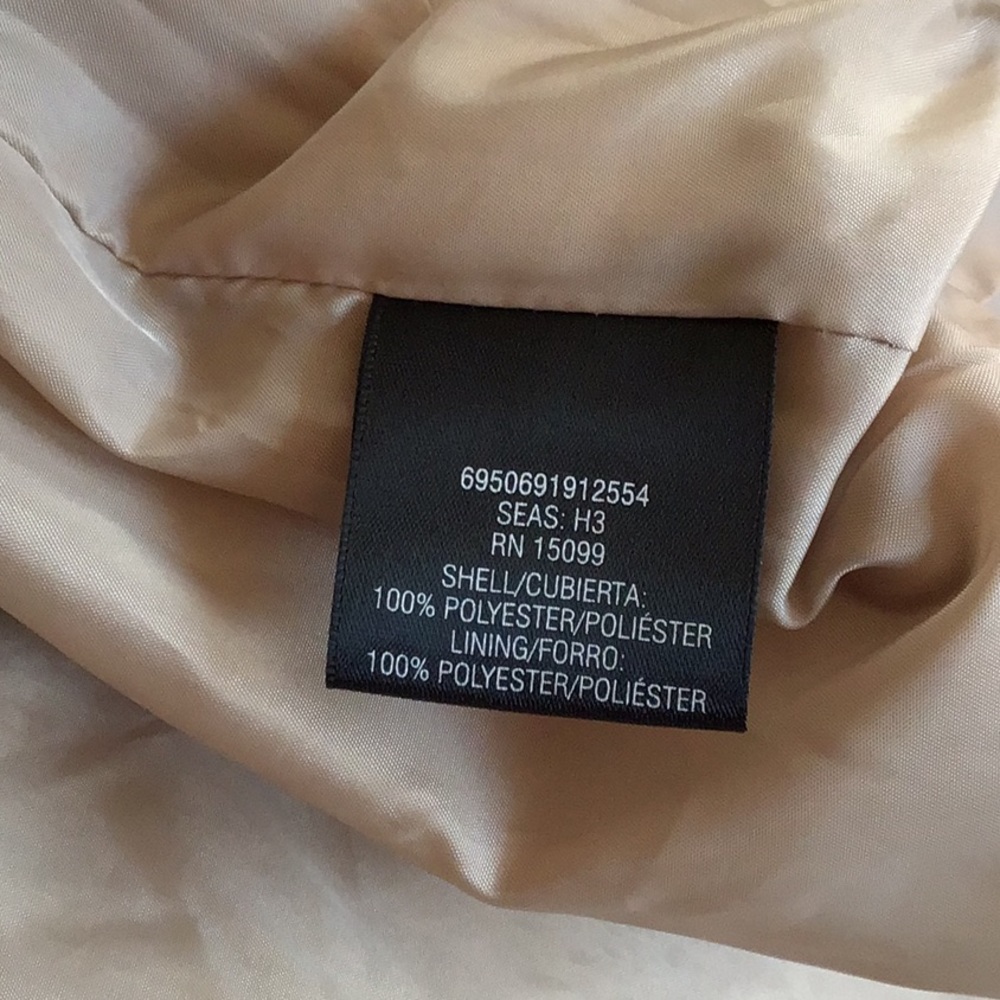 6950691912554
SEAS: H3
RN 15099
SHELL/CUBIERTA:
100% POLYESTER/POLIÉSTER
LINING/FORRO:
100% POLYESTER/POLIÉSTER